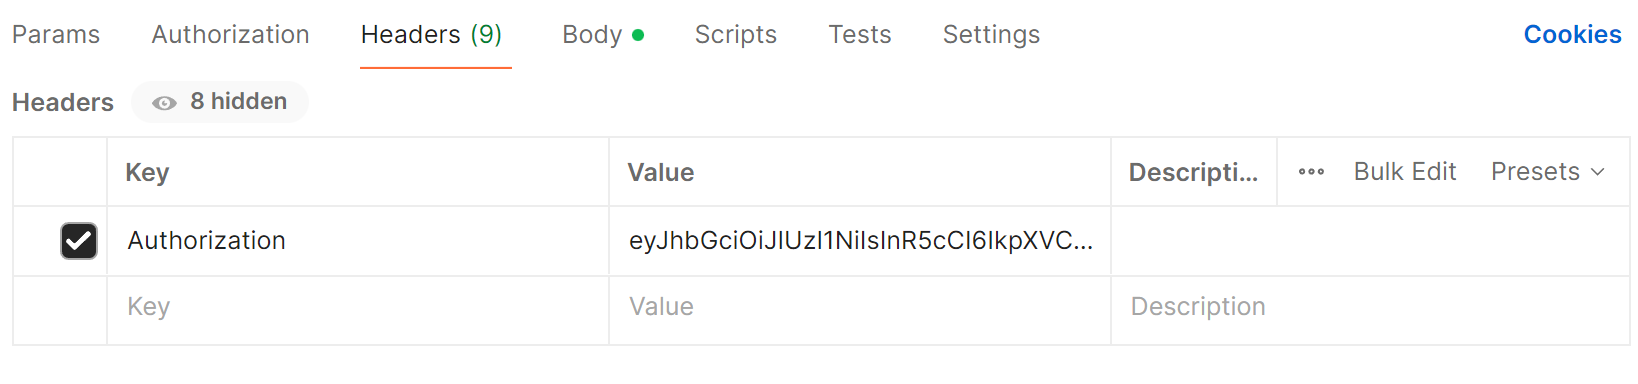 Params Authorization Headers (9) Body Scripts Tests Settings Cookies
Headers 8 hidden
Key Value Descripti... Bulk Edit Presets
Authorization eyJhbGciOiJIUzI1NiIsInR5cCI6IkpXVC...
Key Value Description